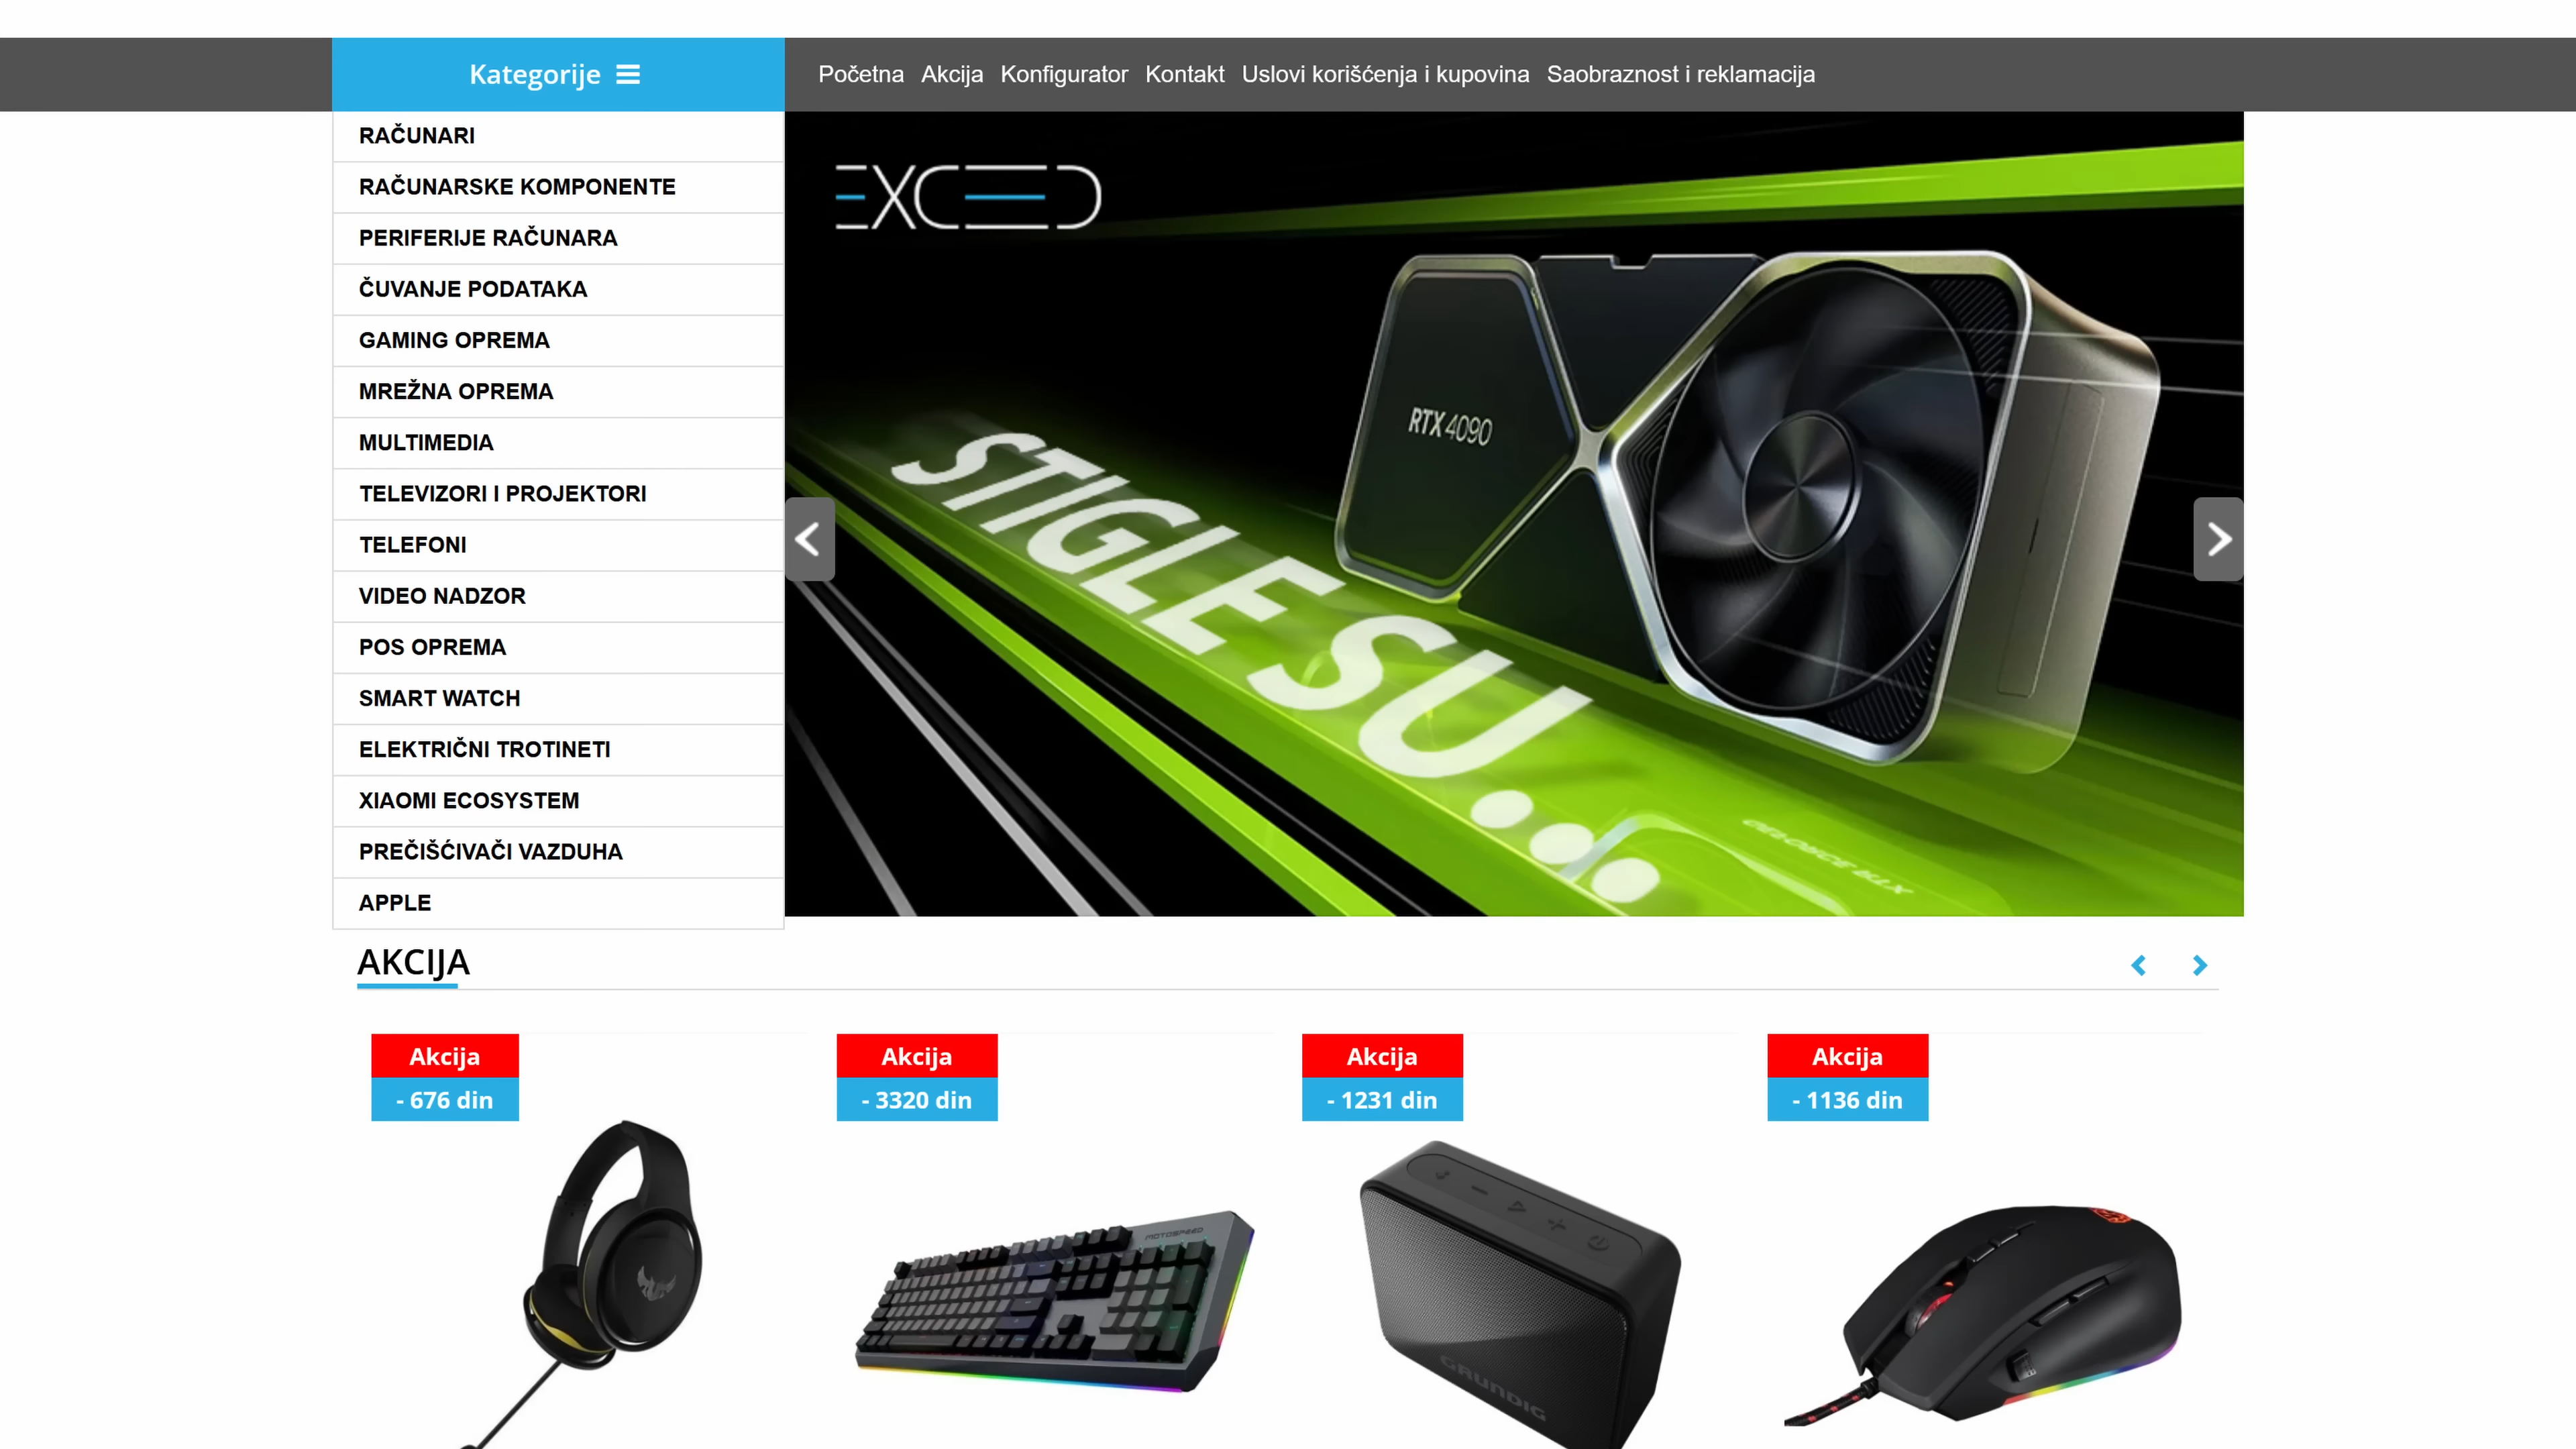 Kategorije
Početna Akcija Konfigurator Kontakt Uslovi korišćenja i kupovina Saobraznost i reklamacija
RAČUNARI
RAČUNARSKE KOMPONENTE
PERIFERIJE RAČUNARA
ČUVANJE PODATAKA
GAMING OPREMA
MREŽNA OPREMA
MULTIMEDIA
TELEVIZORI I PROJEKTORI
TELEFONI
VIDEO NADZOR
POS OPREMA
SMART WATCH
ELEKTRIČNI TROTINETI
XIAOMI ECOSYSTEM
PREČIŠĆIVAČI VAZDUHA
APPLE
EXCEED
RTX 4090
STIGLE SU...
GEFORCE RTX
AKCIJA
Akcija
- 676 din
Akcija
- 3320 din
MOTOSPEED
Akcija
- 1231 din
GRUNDIG
Akcija
- 1136 din